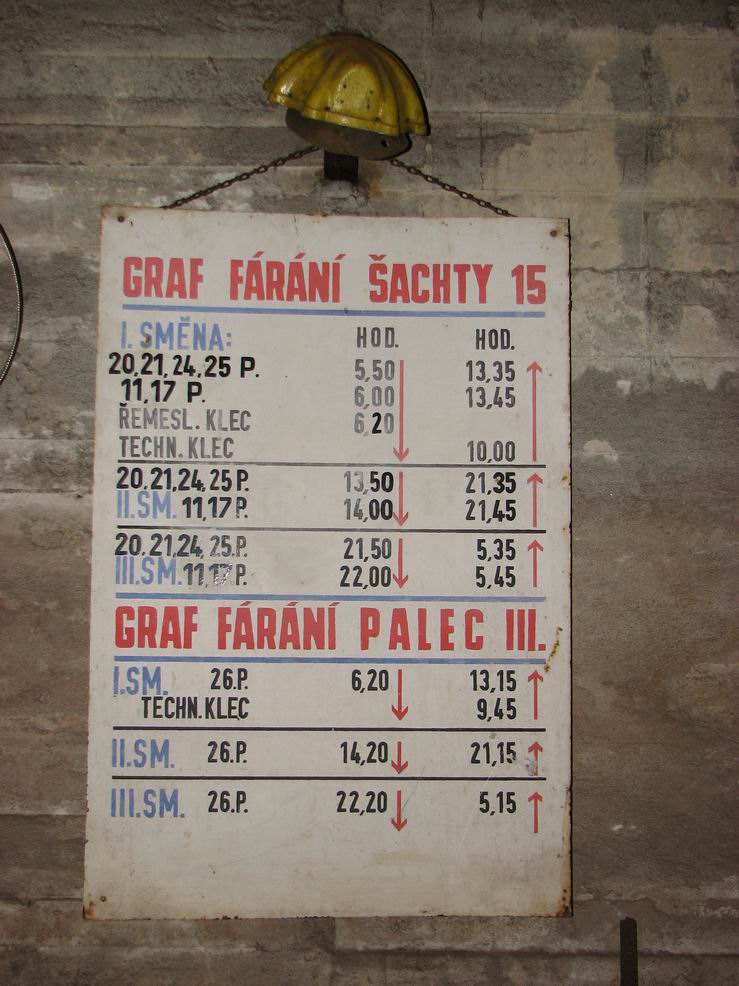 GRAF FÁRÁNÍ ŠACHTY 15
I. SMĚNA: HOD. HOD.
20,21,24,25 P. 5,50 13,35
11,17 P. 6,00 13,45
ŘEMESL. KLEC 6,20
TECHN. KLEC 10,00
20,21,24,25 P. 13,50 21,35
II.SM. 11,17 P. 14,00 21,45
20,21,24,25.P. 21,50 5,35
III.SM. 11,17 P. 22,00 5,45
GRAF FÁRÁNÍ PALEC III.
I.SM. 26.P. 6,20 13,15
TECHN.KLEC 9,45
II.SM. 26.P. 14,20 21,15
III.SM. 26.P. 22,20 5,15